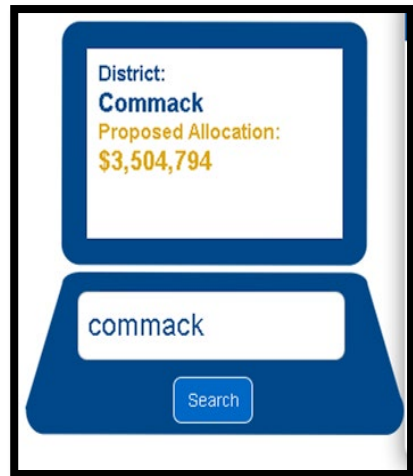 District:
Commack
Proposed Allocation:
$3,504,794
commack
Search